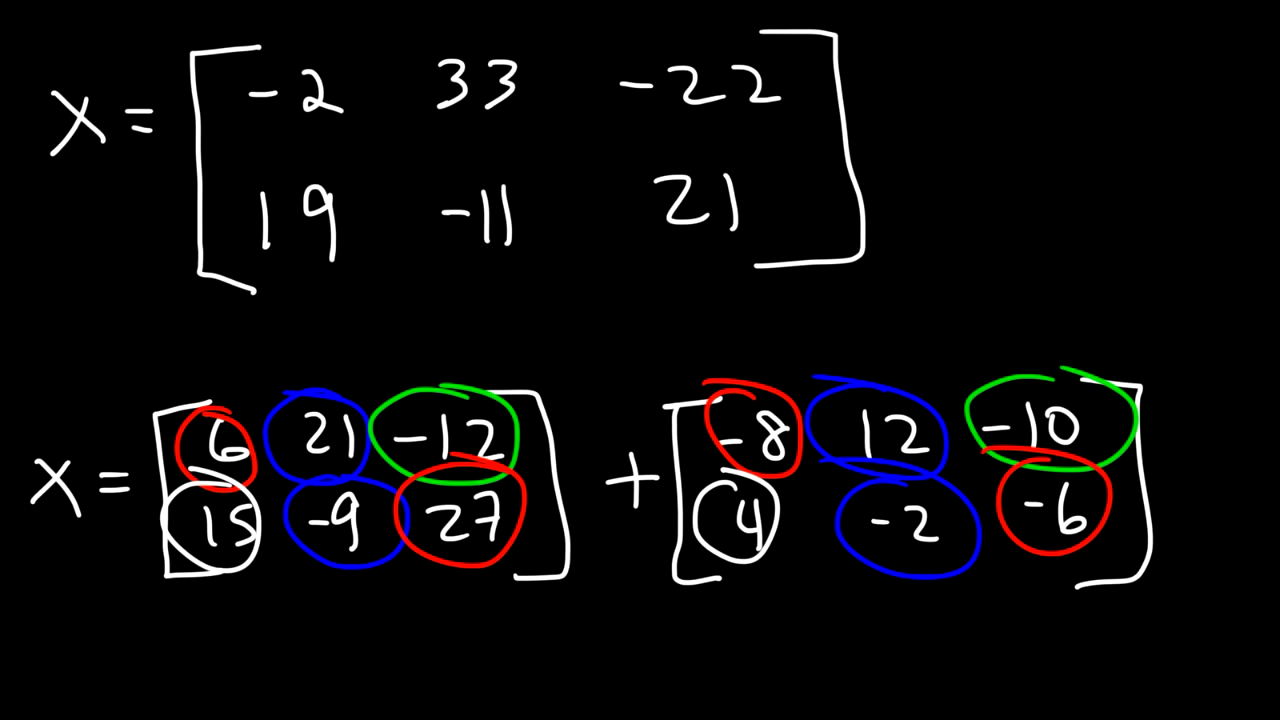 X = [ -2 33 -22
19 -11 21 ]
X = [ 6 21 -12 ] + [ -8 12 -10
15 -9 27 4 -2 -6 ]